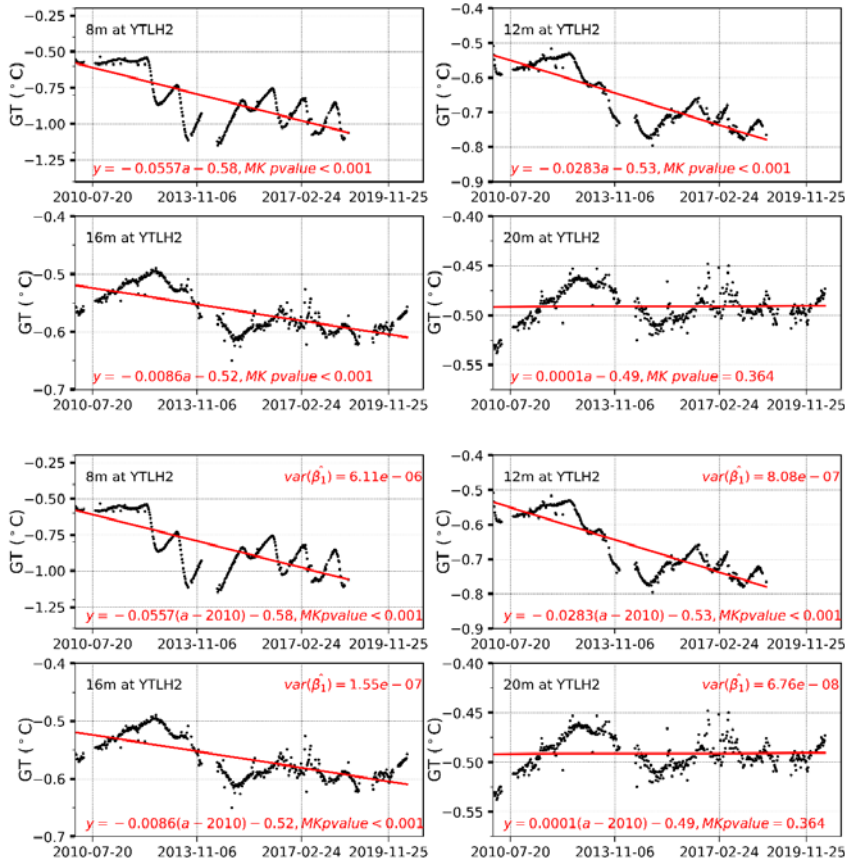 8m at YTLH2
GT (°C)
−0.25
−0.50
−0.75
−1.00
−1.25
y = −0.0557a − 0.58, MK pvalue < 0.001
2010-07-20 2013-11-06 2017-02-24 2019-11-25
12m at YTLH2
−0.4
−0.5
−0.6
−0.7
−0.8
−0.9
y = −0.0283a − 0.53, MK pvalue < 0.001
2010-07-20 2013-11-06 2017-02-24 2019-11-25
16m at YTLH2
GT (°C)
−0.4
−0.5
−0.6
−0.7
y = −0.0086a − 0.52, MK pvalue < 0.001
2010-07-20 2013-11-06 2017-02-24 2019-11-25
20m at YTLH2
−0.40
−0.45
−0.50
−0.55
y = 0.0001a − 0.49, MK pvalue = 0.364
2010-07-20 2013-11-06 2017-02-24 2019-11-25
8m at YTLH2
var(β̂₁) = 6.11e − 06
GT (°C)
−0.25
−0.50
−0.75
−1.00
−1.25
y = −0.0557(a − 2010) − 0.58, MKpvalue < 0.001
2010-07-20 2013-11-06 2017-02-24 2019-11-25
12m at YTLH2
var(β̂₁) = 8.08e − 07
−0.4
−0.5
−0.6
−0.7
−0.8
−0.9
y = −0.0283(a − 2010) − 0.53, MKpvalue < 0.001
2010-07-20 2013-11-06 2017-02-24 2019-11-25
16m at YTLH2
var(β̂₁) = 1.55e − 07
GT (°C)
−0.4
−0.5
−0.6
−0.7
y = −0.0086(a − 2010) − 0.52, MKpvalue < 0.001
2010-07-20 2013-11-06 2017-02-24 2019-11-25
20m at YTLH2
var(β̂₁) = 6.76e − 08
−0.40
−0.45
−0.50
−0.55
y = 0.0001(a − 2010) − 0.49, MKpvalue = 0.364
2010-07-20 2013-11-06 2017-02-24 2019-11-25